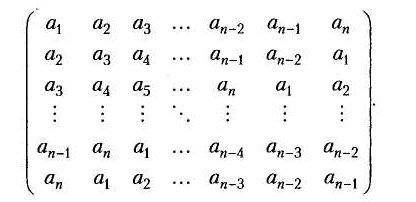 a₁ a₂ a₃ … aₙ₋₂ aₙ₋₁ aₙ
a₂ a₃ a₄ … aₙ₋₁ aₙ₋₂ a₁
a₃ a₄ a₅ … aₙ a₁ a₂
⋮ ⋮ ⋮ ⋱ ⋮ ⋮ ⋮
aₙ₋₁ aₙ a₁ … aₙ₋₄ aₙ₋₃ aₙ₋₂
aₙ a₁ a₂ … aₙ₋₃ aₙ₋₂ aₙ₋₁